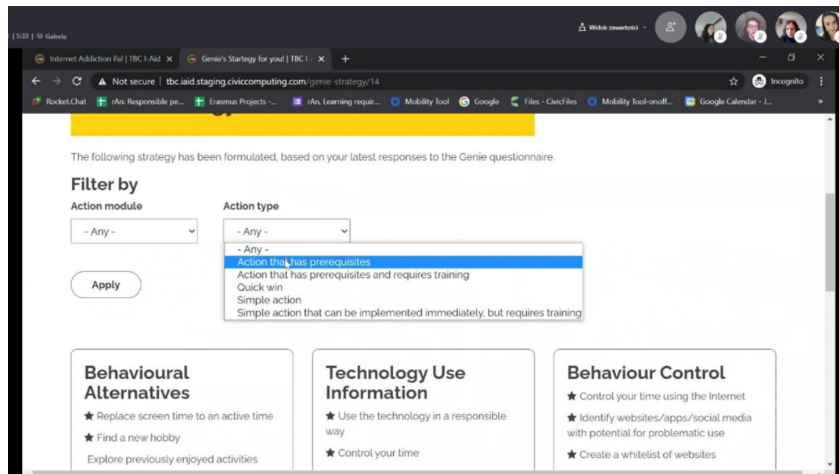 | 5:03 | Galeria
Widok zawartości
Internet Addiction Pal | TBC I-Aid
Genie's Startegy for you! | TBC I-
Not secure | tbc.iaid.staging.civiccomputing.com/genie-strategy/14
Incognito
Rocket.Chat
rAn: Responsible pe...
Erasmus Projects -...
rAn, Learning requir...
Mobility Tool
Google
Files - CivicFiles
Mobility Tool-onoff...
Google Calendar - J...
The following strategy has been formulated, based on your latest responses to the Genie questionnaire.
Filter by
Action module
Action type
- Any -
- Any -
- Any -
Action that has prerequisites
Action that has prerequisites and requires training
Quick win
Simple action
Simple action that can be implemented immediately, but requires training
Apply
Behavioural
Alternatives
★ Replace screen time to an active time
★ Find a new hobby
Explore previously enjoyed activities
Technology Use
Information
★ Use the technology in a responsible
way
★ Control your time
Behaviour Control
★ Control your time using the Internet
★ Identify websites/apps/social media
with potential for problematic use
★ Create a whitelist of websites